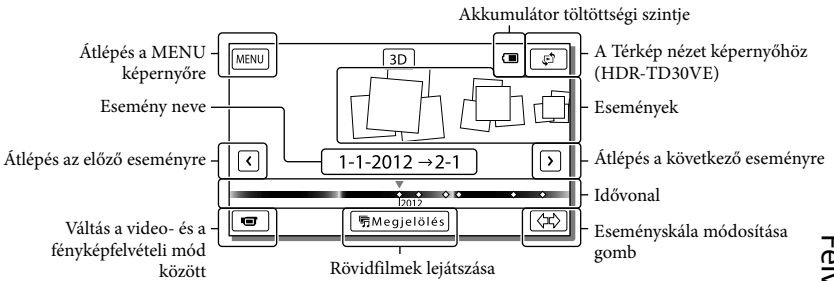 Akkumulátor töltöttségi szintje
Átlépés a MENU
képernyőre
MENU
3D
A Térkép nézet képernyőhöz
(HDR-TD30VE)
Esemény neve
Események
Átlépés az előző eseményre
1-1-2012 →2-1
Átlépés a következő eseményre
2012
Idővonal
Váltás a video- és a
fényképfelvételi mód
között
Megjelölés
Rövidfilmek lejátszása
Eseményskála módosítása
gomb